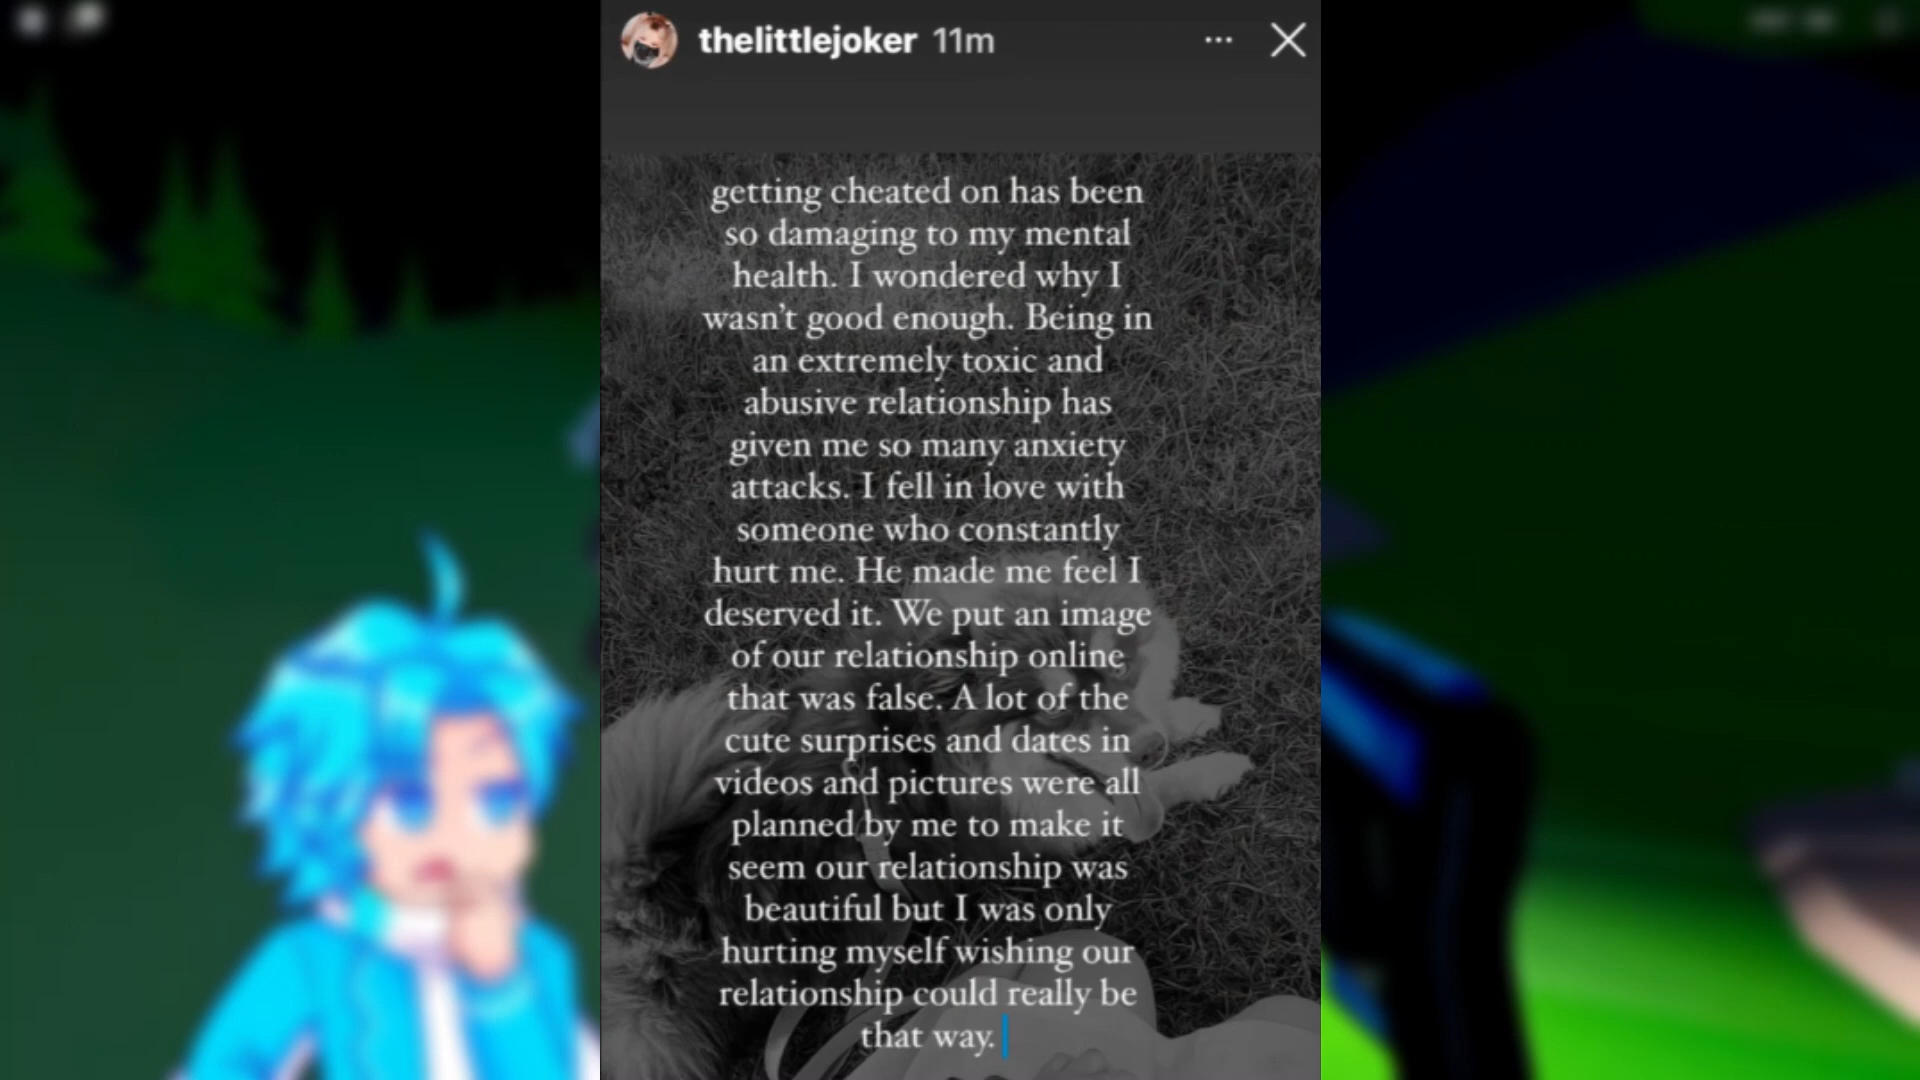 thelittlejoker 11m
getting cheated on has been
so damaging to my mental
health. I wondered why I
wasn't good enough. Being in
an extremely toxic and
abusive relationship has
given me so many anxiety
attacks. I fell in love with
someone who constantly
hurt me. He made me feel I
deserved it. We put an image
of our relationship online
that was false. A lot of the
cute surprises and dates in
videos and pictures were all
planned by me to make it
seem our relationship was
beautiful but I was only
hurting myself wishing our
relationship could really be
that way.